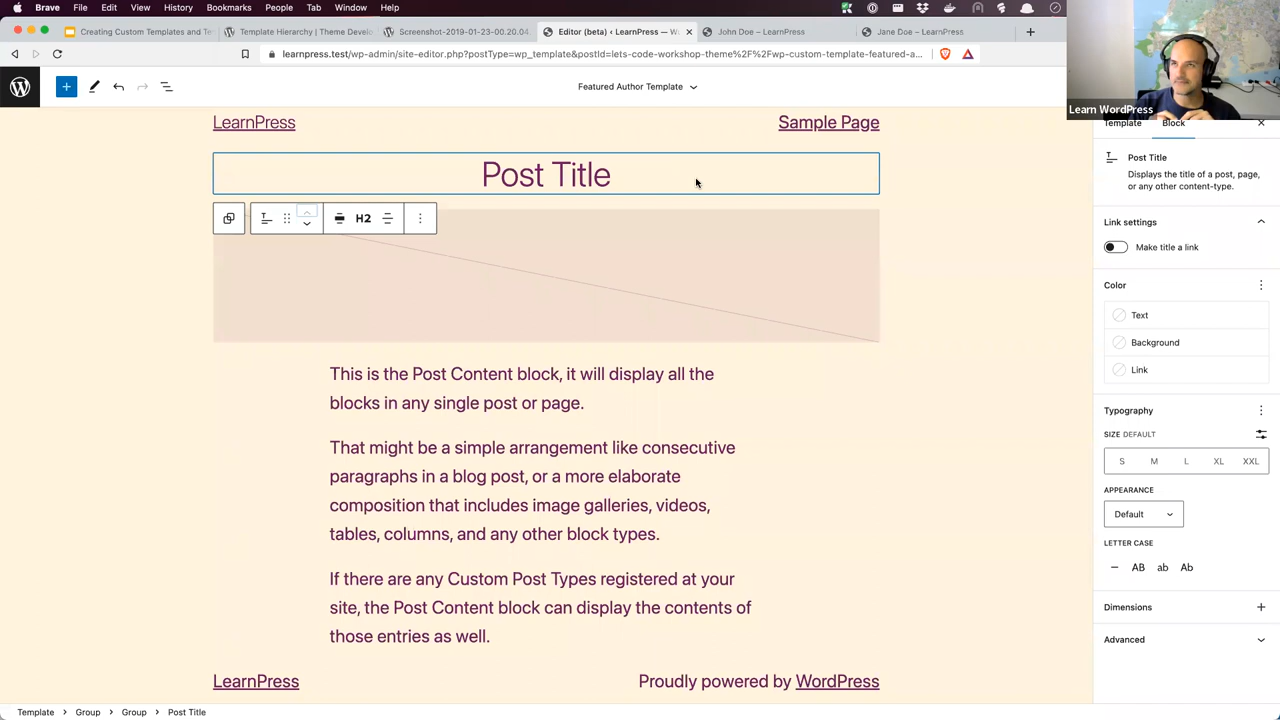 Brave File Edit View History Bookmarks People Tab Window Help
Creating Custom Templates and Te
Template Hierarchy | Theme Develo
Screenshot-2019-01-23-00.20.04.
Editor (beta) ‹ LearnPress — W
John Doe – LearnPress
Jane Doe – LearnPress
learnpress.test/wp-admin/site-editor.php?postType=wp_template&postId=lets-code-workshop-theme%2F%2Fwp-custom-template-featured-a...
Featured Author Template
Learn WordPress
LearnPress
Sample Page
Post Title
H2
This is the Post Content block, it will display all the
blocks in any single post or page.
That might be a simple arrangement like consecutive
paragraphs in a blog post, or a more elaborate
composition that includes image galleries, videos,
tables, columns, and any other block types.
If there are any Custom Post Types registered at your
site, the Post Content block can display the contents of
those entries as well.
LearnPress
Proudly powered by WordPress
Template Block
Post Title
Displays the title of a post, page,
or any other content-type.
Link settings
Make title a link
Color
Text
Background
Link
Typography
SIZE DEFAULT
S M L XL XXL
APPEARANCE
Default
LETTER CASE
AB ab Ab
Dimensions
Advanced
Template Group Group Post Title